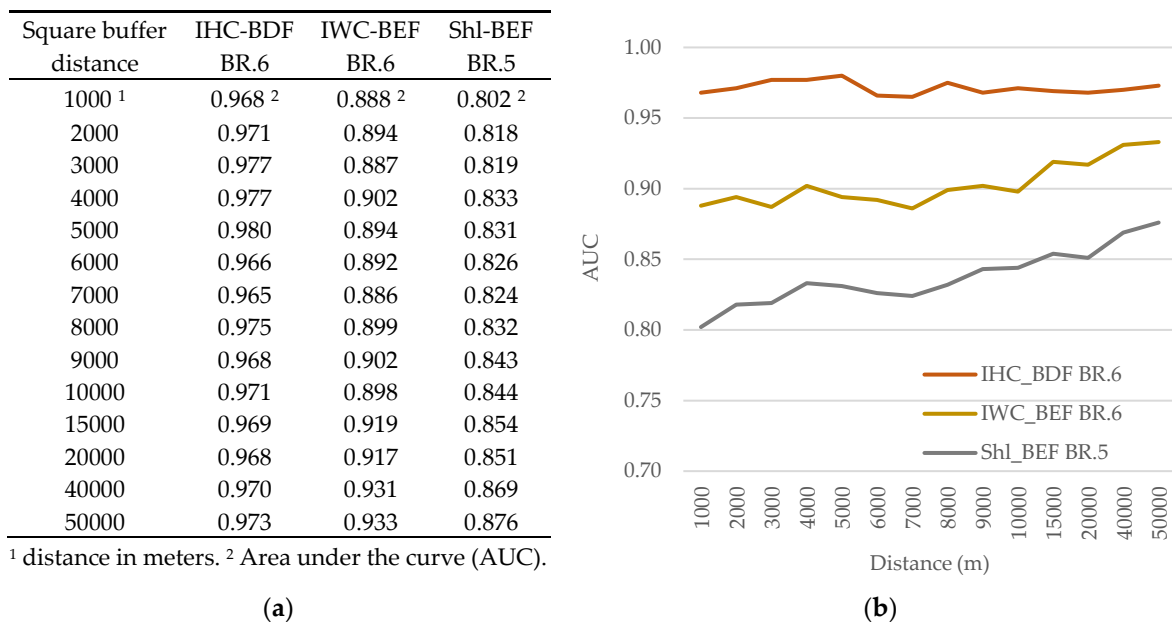 Square buffer IHC-BDF IWC-BEF Shl-BEF
distance BR.6 BR.6 BR.5
1000 ¹ 0.968 ² 0.888 ² 0.802 ²
2000 0.971 0.894 0.818
3000 0.977 0.887 0.819
4000 0.977 0.902 0.833
5000 0.980 0.894 0.831
6000 0.966 0.892 0.826
7000 0.965 0.886 0.824
8000 0.975 0.899 0.832
9000 0.968 0.902 0.843
10000 0.971 0.898 0.844
15000 0.969 0.919 0.854
20000 0.968 0.917 0.851
40000 0.970 0.931 0.869
50000 0.973 0.933 0.876
¹ distance in meters. ² Area under the curve (AUC).
(a)
1.00
0.95
0.90
0.85
0.80
0.75
0.70
AUC
IHC_BDF BR.6
IWC_BEF BR.6
Shl_BEF BR.5
1000
2000
3000
4000
5000
6000
7000
8000
9000
10000
15000
20000
40000
50000
Distance (m)
(b)